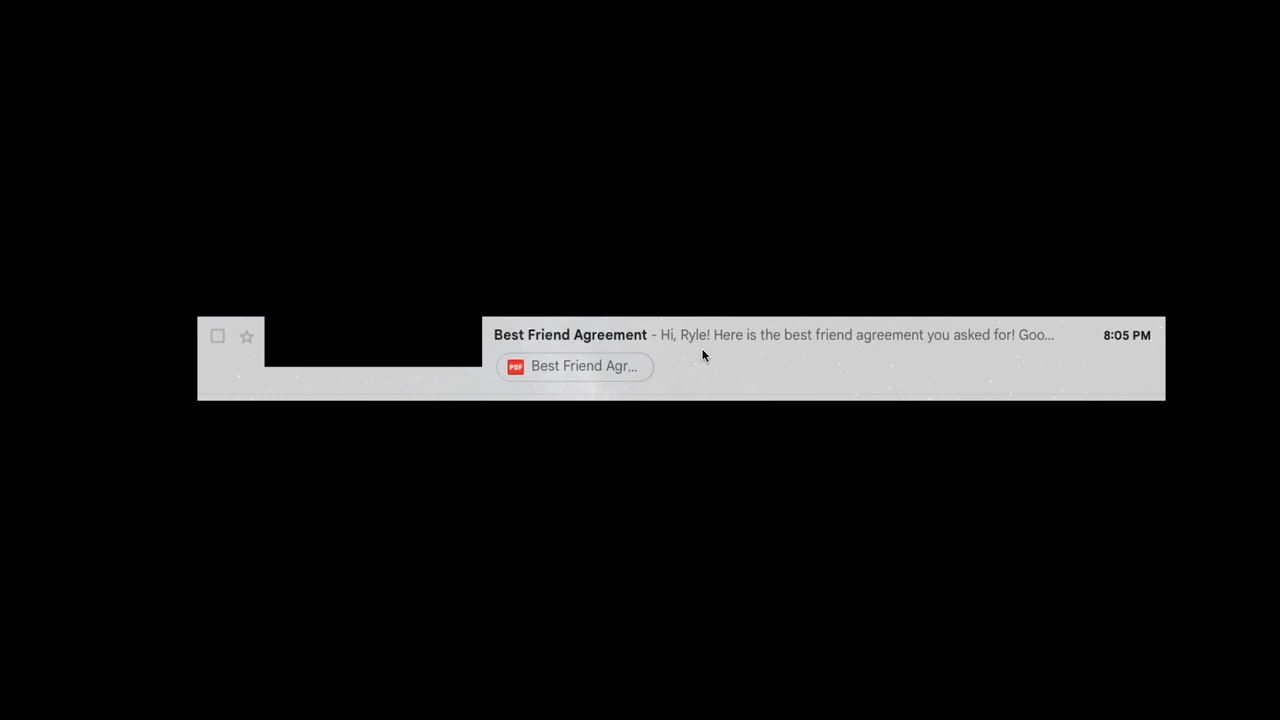 Best Friend Agreement - Hi, Ryle! Here is the best friend agreement you asked for! Goo... 8:05 PM
PDF Best Friend Agr...